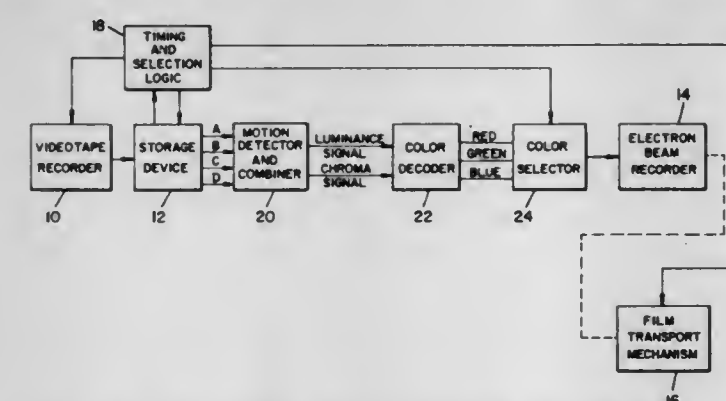 18
TIMING
AND
SELECTION
LOGIC
14
VIDEOTAPE
RECORDER
STORAGE
DEVICE
A
B
C
D
MOTION
DETECTOR
AND
COMBINER
LUMINANCE
SIGNAL
CHROMA
SIGNAL
COLOR
DECODER
RED
GREEN
BLUE
COLOR
SELECTOR
ELECTRON
BEAM
RECORDER
10
12
20
22
24
FILM
TRANSPORT
MECHANISM
16